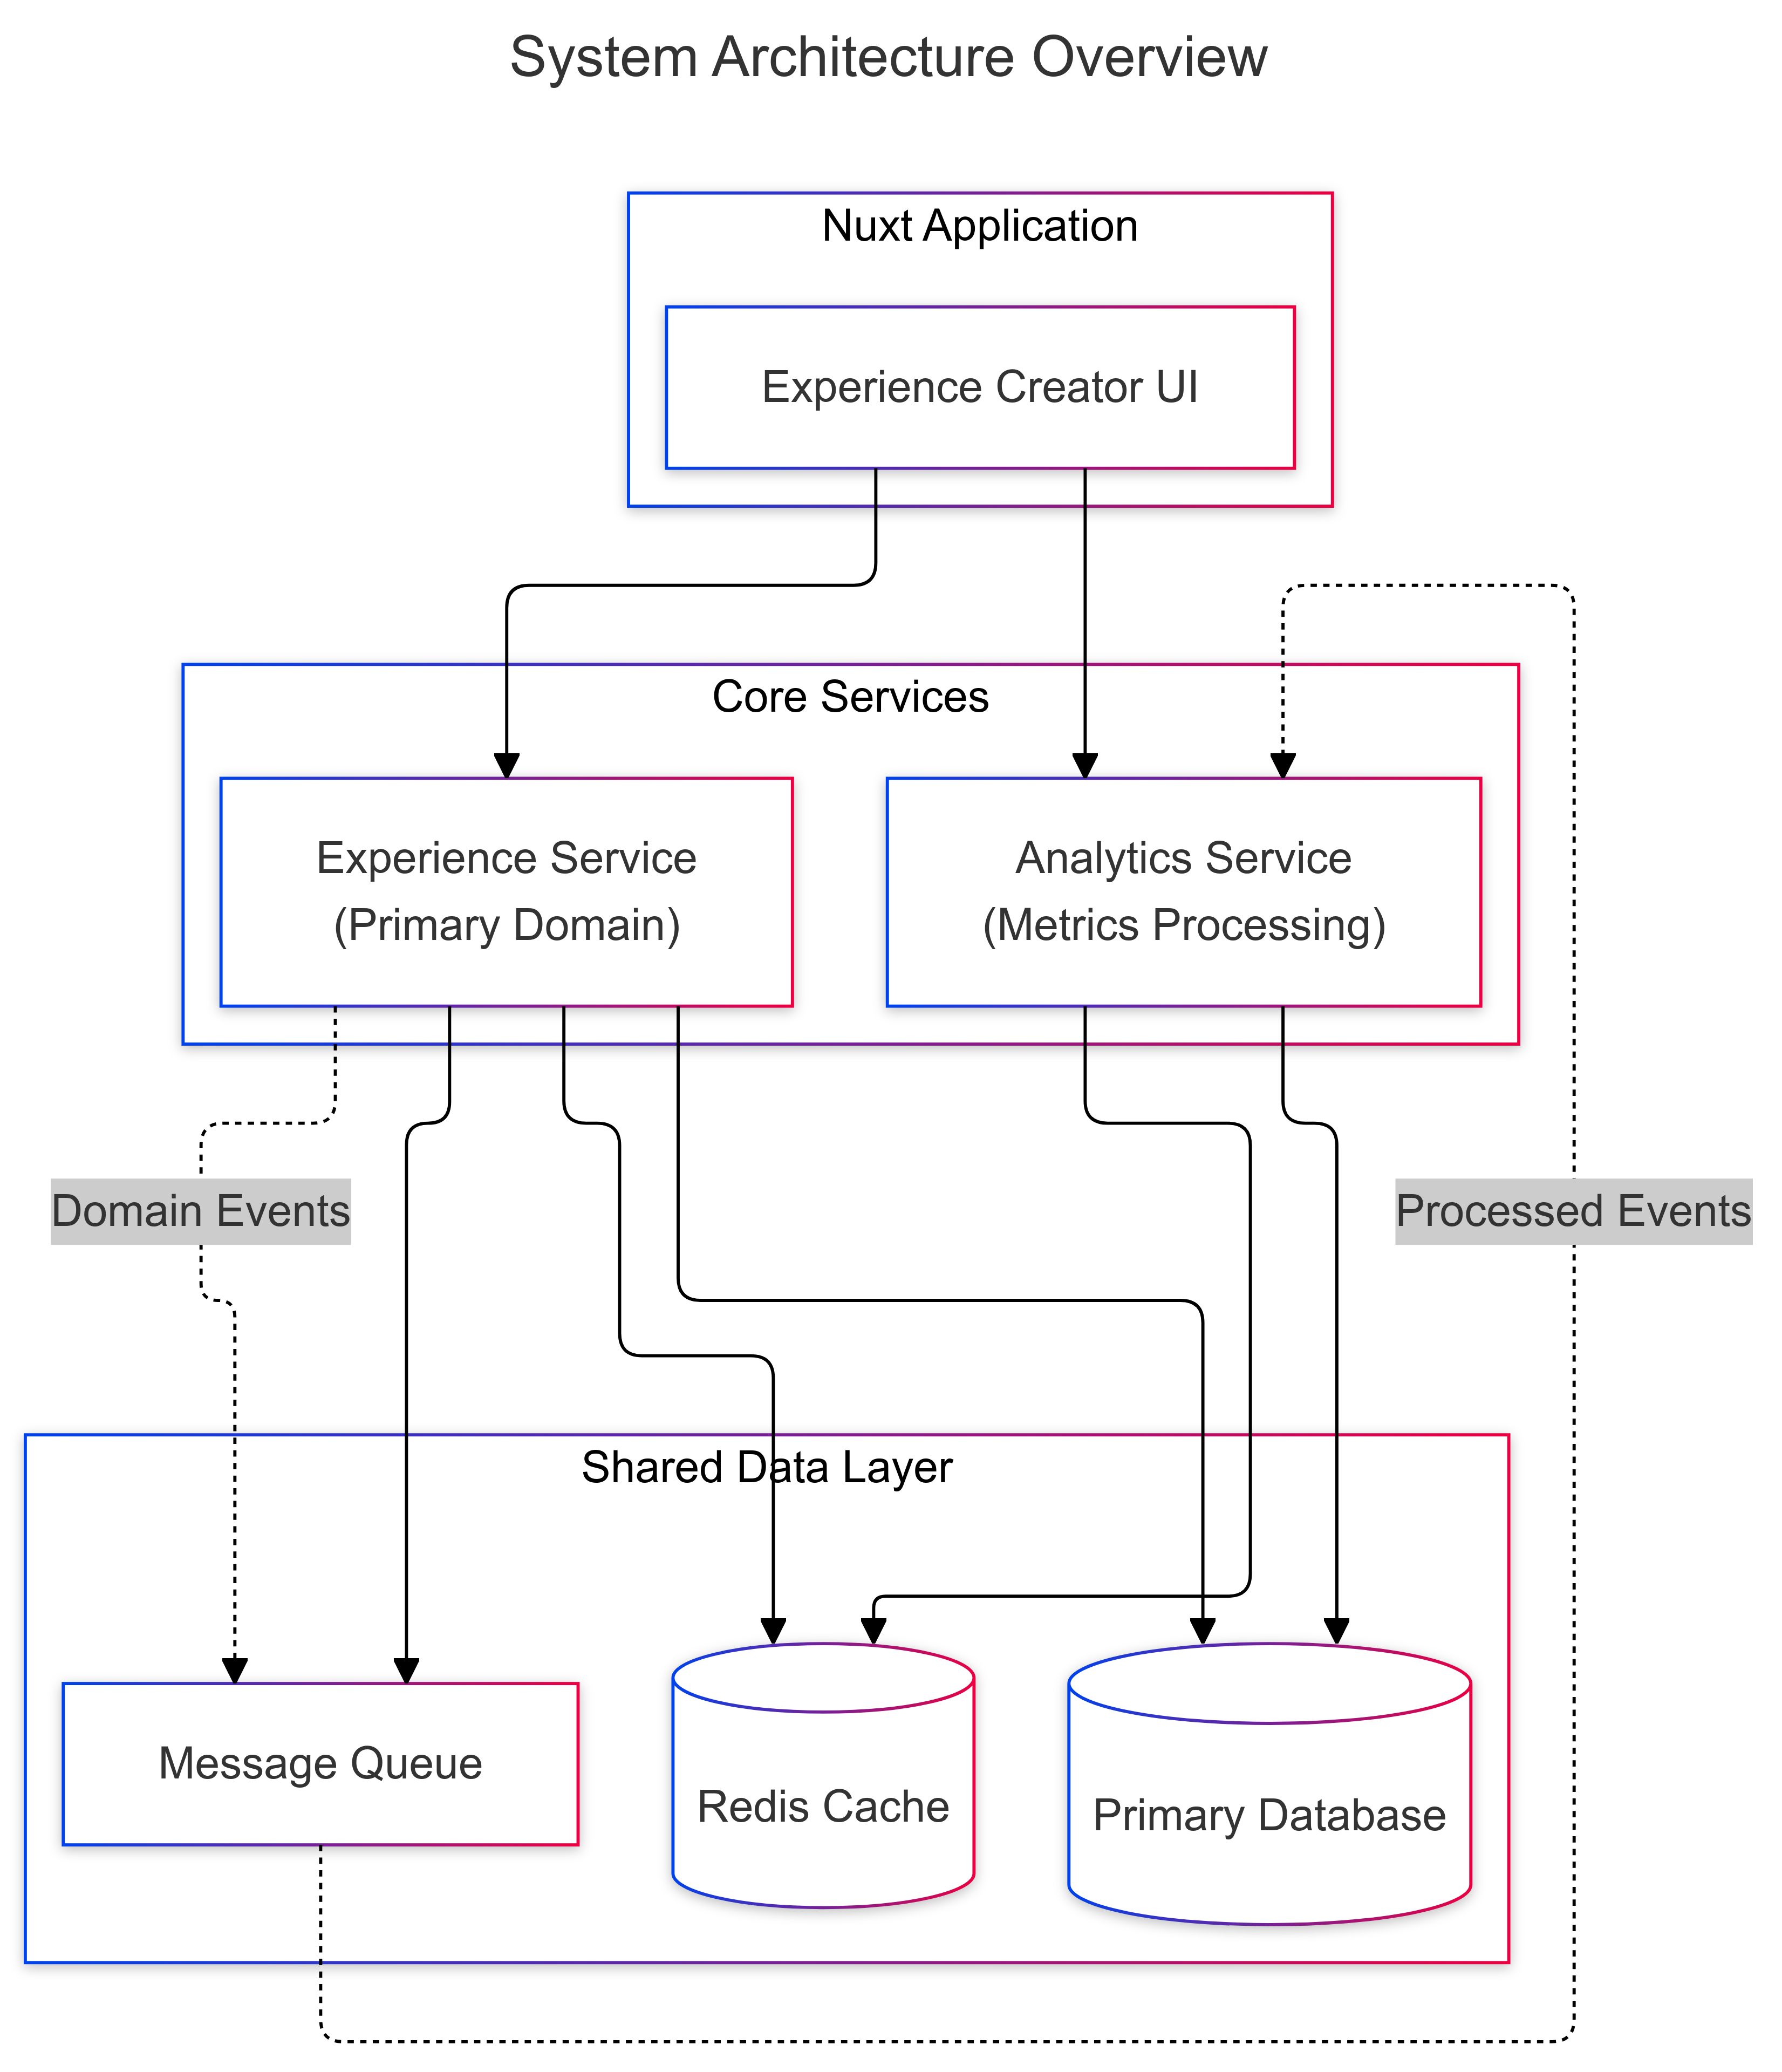 System Architecture Overview
Nuxt Application
Experience Creator UI
Core Services
Experience Service
(Primary Domain)
Analytics Service
(Metrics Processing)
Domain Events
Processed Events
Shared Data Layer
Message Queue
Redis Cache
Primary Database